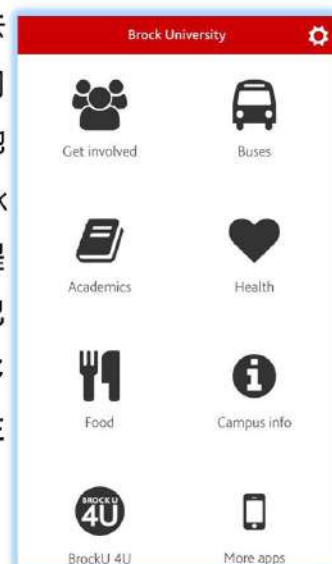 Brock University
Get involved
Buses
Academics
Health
Food
Campus info
BROCK U
4U
BrockU 4U
More apps